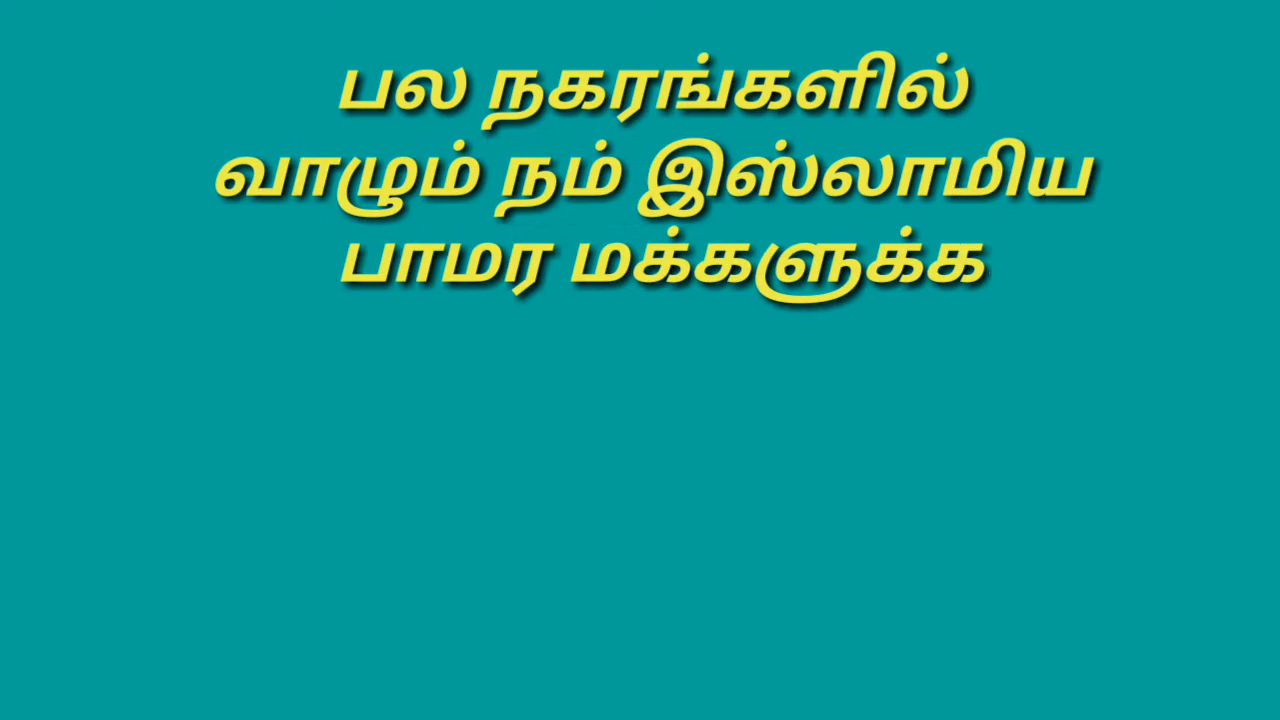 பல நகரங்களில்
வாழும் நம் இஸ்லாமிய
பாமர மக்களுக்க